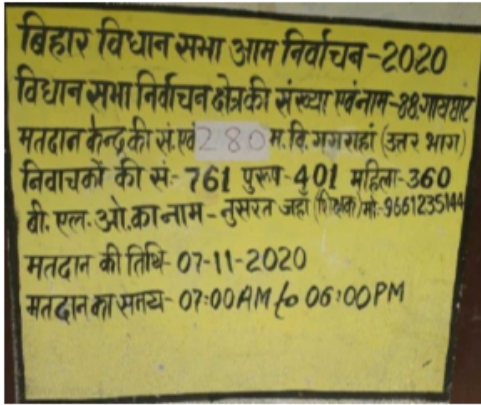 बिहार विधान सभा आम निर्वाचन-2020
विधान सभा निर्वाचन क्षेत्र की संख्या एवं नाम-88.गायघाट
मतदान केन्द्र की सं. एवं 280 म.वि. गगराहां (उत्तर भाग)
निर्वाचकों की सं:- 761 पुरूष-401 महिला-360
बी. एल. ओ. का नाम-नुसरत जहाँ (शिक्षक) मो:-9661235144
मतदान की तिथि-07-11-2020
मतदान का समय-07:00AM to 06:00PM